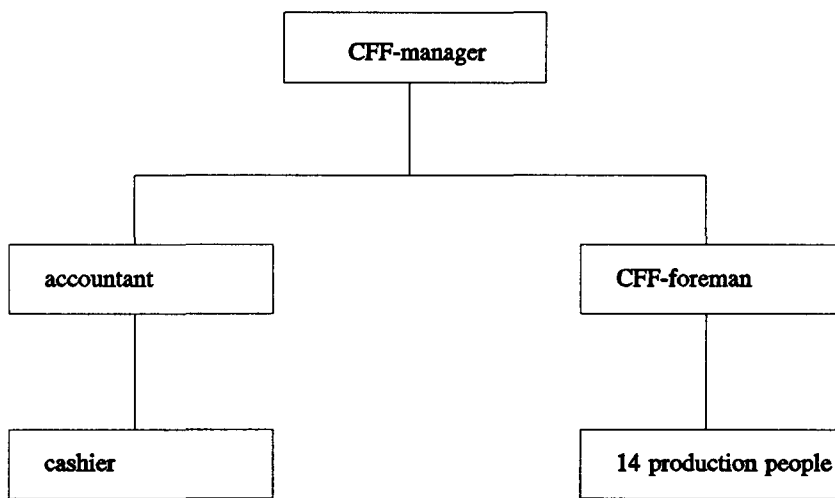 CFF-manager
accountant
CFF-foreman
cashier
14 production people